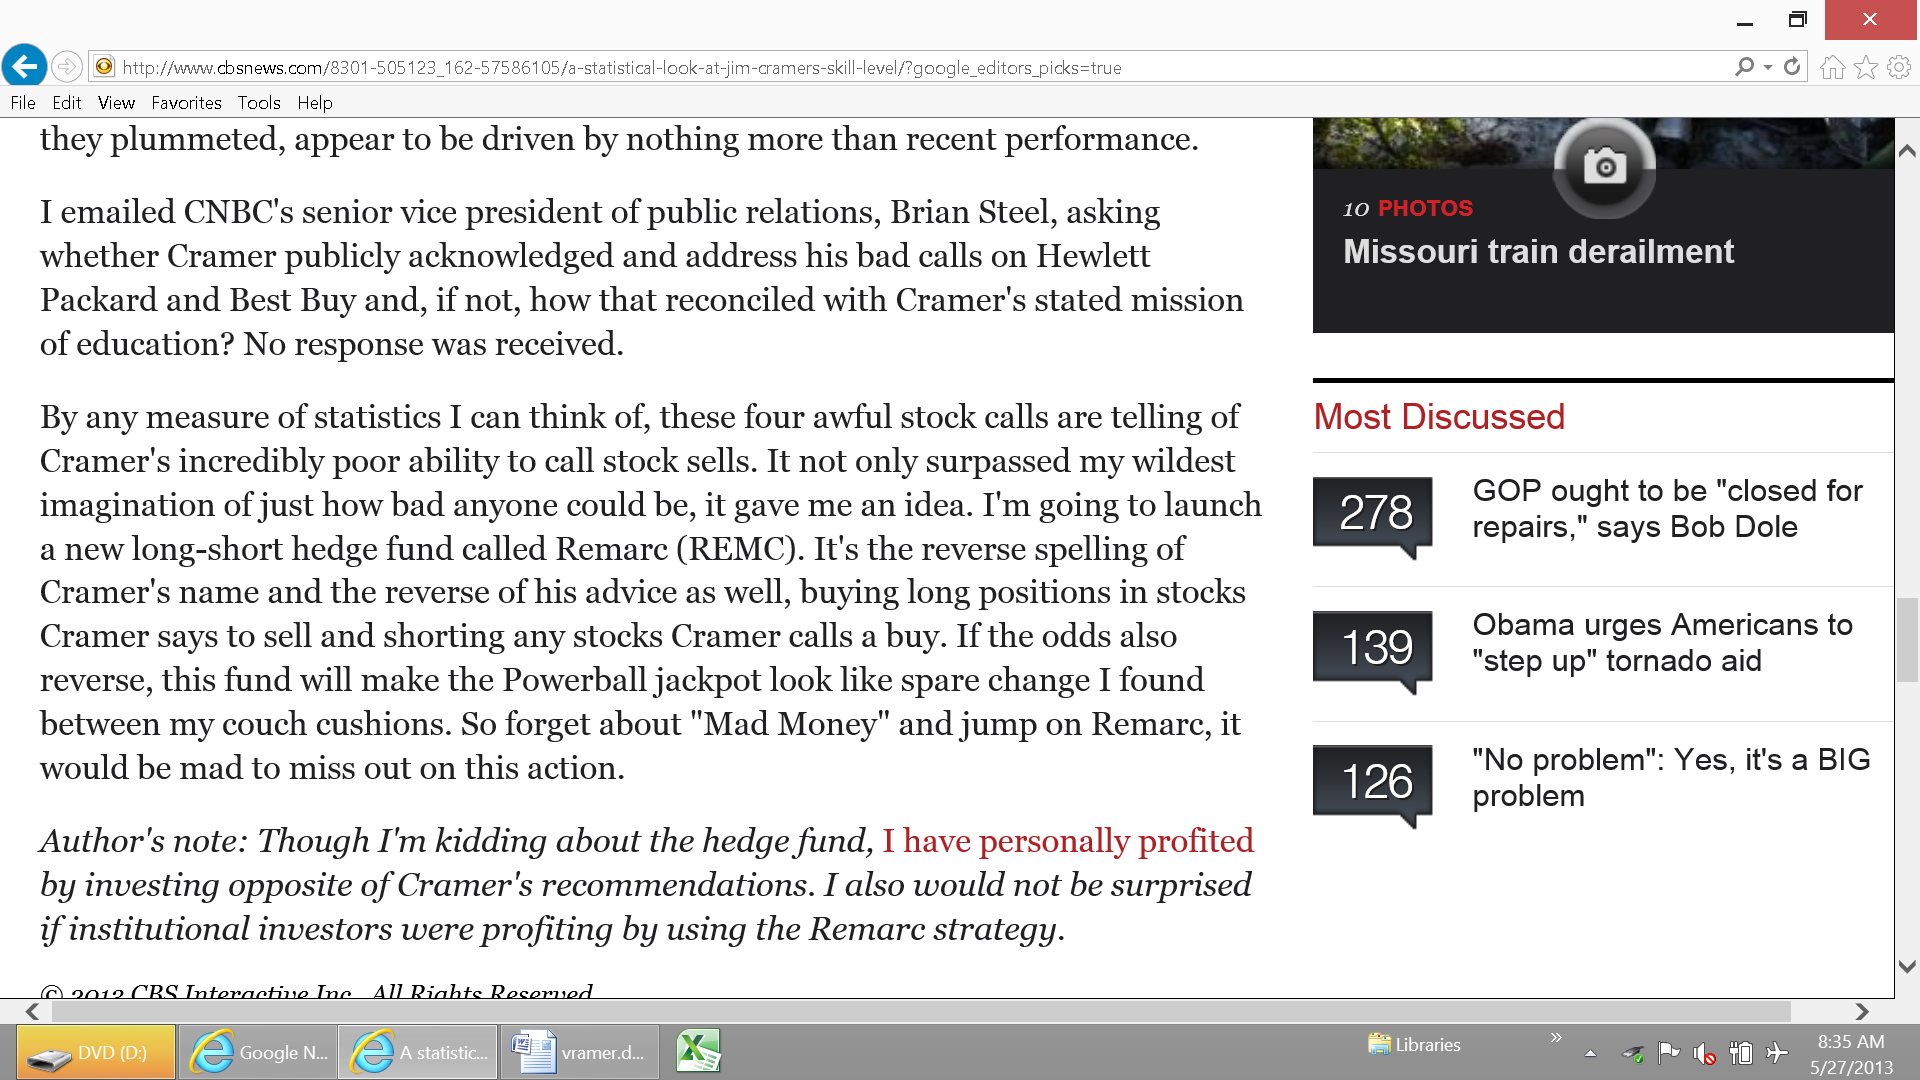 http://www.cbsnews.com/8301-505123_162-57586105/a-statistical-look-at-jim-cramers-skill-level/?google_editors_picks=true
File Edit View Favorites Tools Help
they plummeted, appear to be driven by nothing more than recent performance.
I emailed CNBC's senior vice president of public relations, Brian Steel, asking
whether Cramer publicly acknowledged and address his bad calls on Hewlett
Packard and Best Buy and, if not, how that reconciled with Cramer's stated mission
of education? No response was received.
By any measure of statistics I can think of, these four awful stock calls are telling of
Cramer's incredibly poor ability to call stock sells. It not only surpassed my wildest
imagination of just how bad anyone could be, it gave me an idea. I'm going to launch
a new long-short hedge fund called Remarc (REMC). It's the reverse spelling of
Cramer's name and the reverse of his advice as well, buying long positions in stocks
Cramer says to sell and shorting any stocks Cramer calls a buy. If the odds also
reverse, this fund will make the Powerball jackpot look like spare change I found
between my couch cushions. So forget about "Mad Money" and jump on Remarc, it
would be mad to miss out on this action.
Author's note: Though I'm kidding about the hedge fund, I have personally profited
by investing opposite of Cramer's recommendations. I also would not be surprised
if institutional investors were profiting by using the Remarc strategy.
© 2013 CBS Interactive Inc.. All Rights Reserved.
10 PHOTOS
Missouri train derailment
Most Discussed
278
GOP ought to be "closed for
repairs," says Bob Dole
139
Obama urges Americans to
"step up" tornado aid
126
"No problem": Yes, it's a BIG
problem
DVD (D:)
Google N...
A statistic...
vramer.d...
Libraries
8:35 AM
5/27/2013